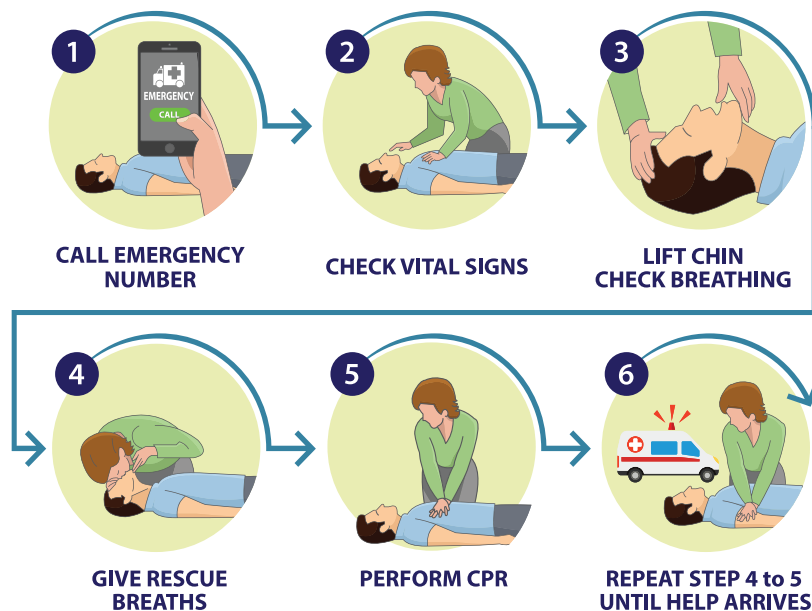 1
EMERGENCY
CALL
CALL EMERGENCY
NUMBER
2
CHECK VITAL SIGNS
3
LIFT CHIN
CHECK BREATHING
4
GIVE RESCUE
BREATHS
5
PERFORM CPR
6
REPEAT STEP 4 to 5
UNTIL HELP ARRIVES